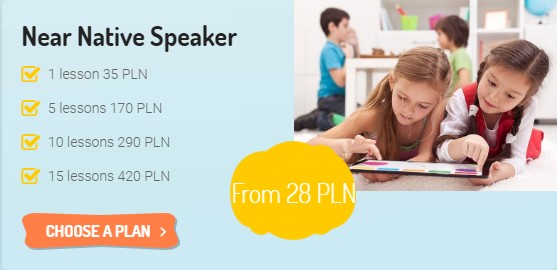 Near Native Speaker
1 lesson 35 PLN
5 lessons 170 PLN
10 lessons 290 PLN
15 lessons 420 PLN
From 28 PLN
CHOOSE A PLAN